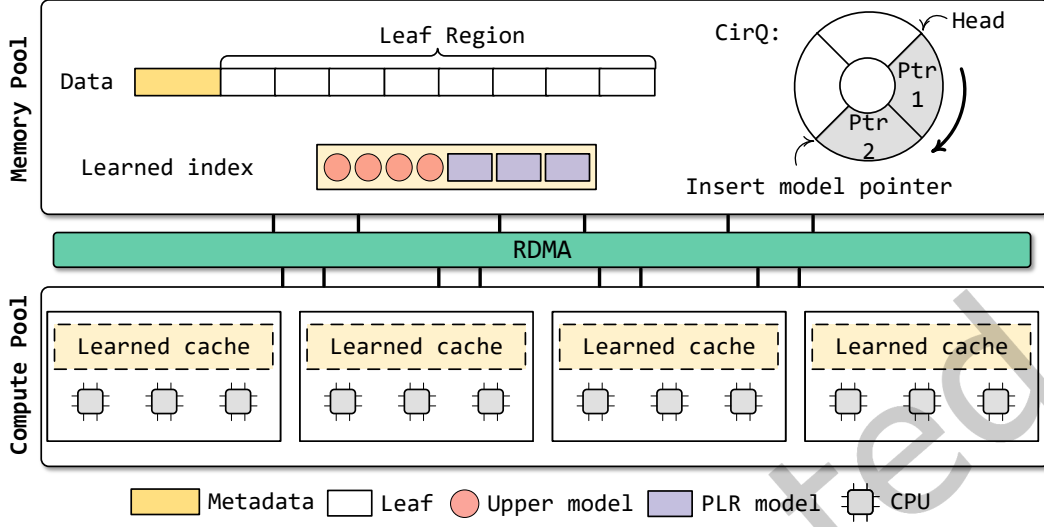 Memory Pool
Leaf Region
Data
Learned index
CirQ:
Head
Ptr
1
Ptr
2
Insert model pointer
RDMA
Compute Pool
Learned cache
Learned cache
Learned cache
Learned cache
Metadata
Leaf
Upper model
PLR model
CPU
ted